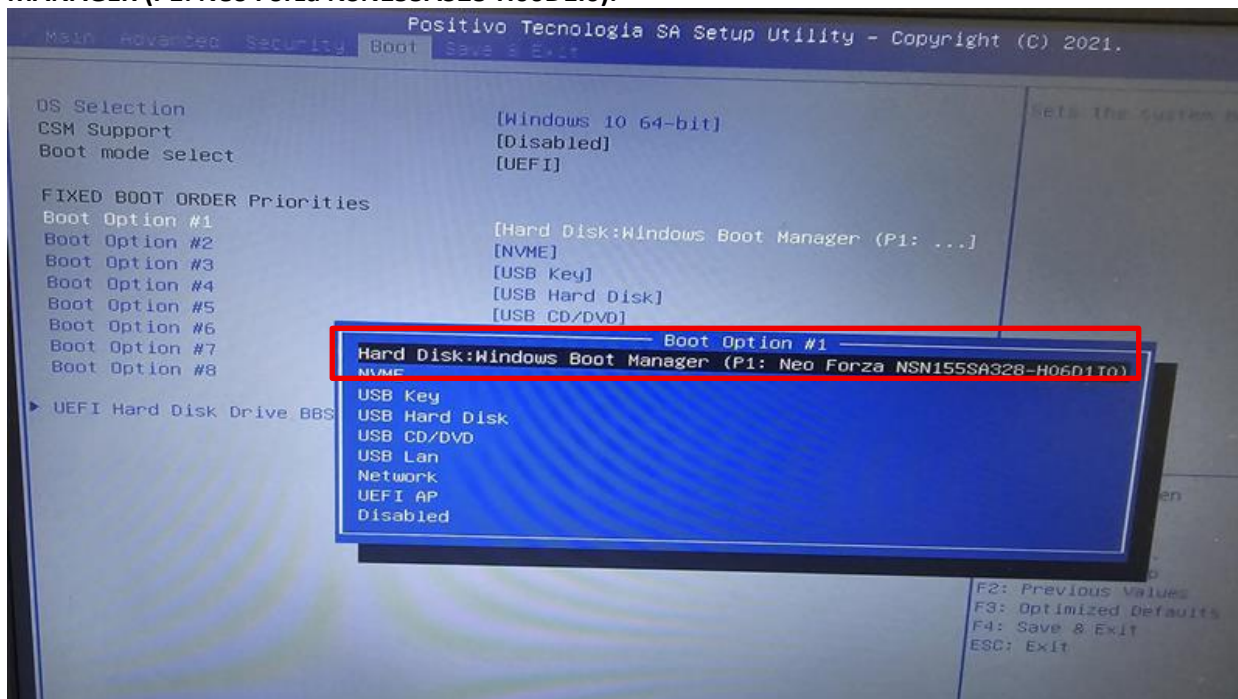 Positivo Tecnologia SA Setup Utility – Copyright (C) 2021.
Main Advanced Security Boot Save & Exit
OS Selection [Windows 10 64-bit]
CSM Support [Disabled]
Boot mode select [UEFI]
FIXED BOOT ORDER Priorities
Boot Option #1 [Hard Disk:Windows Boot Manager (P1: ...]
Boot Option #2 [NVME]
Boot Option #3 [USB Key]
Boot Option #4 [USB Hard Disk]
Boot Option #5 [USB CD/DVD]
Boot Option #6
Boot Option #7
Boot Option #8
UEFI Hard Disk Drive BBS
Sets the system
Boot Option #1
Hard Disk:Windows Boot Manager (P1: Neo Forza NSN155SA328-H06D1I0)
NVME
USB Key
USB Hard Disk
USB CD/DVD
USB Lan
Network
UEFI AP
Disabled
F2: Previous Values
F3: Optimized Defaults
F4: Save & Exit
ESC: Exit